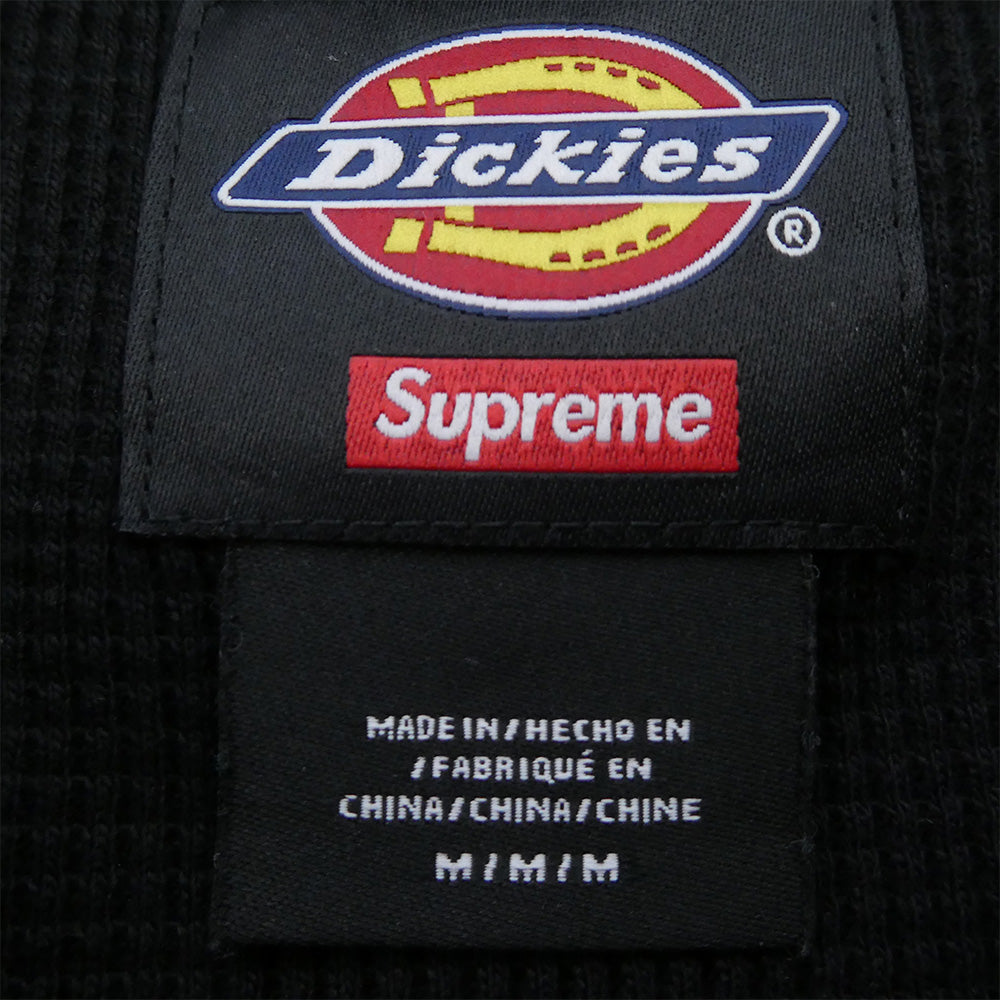 Dickies
®
Supreme
MADE IN/HECHO EN
/FABRIQUÉ EN
CHINA/CHINA/CHINE
M/M/M